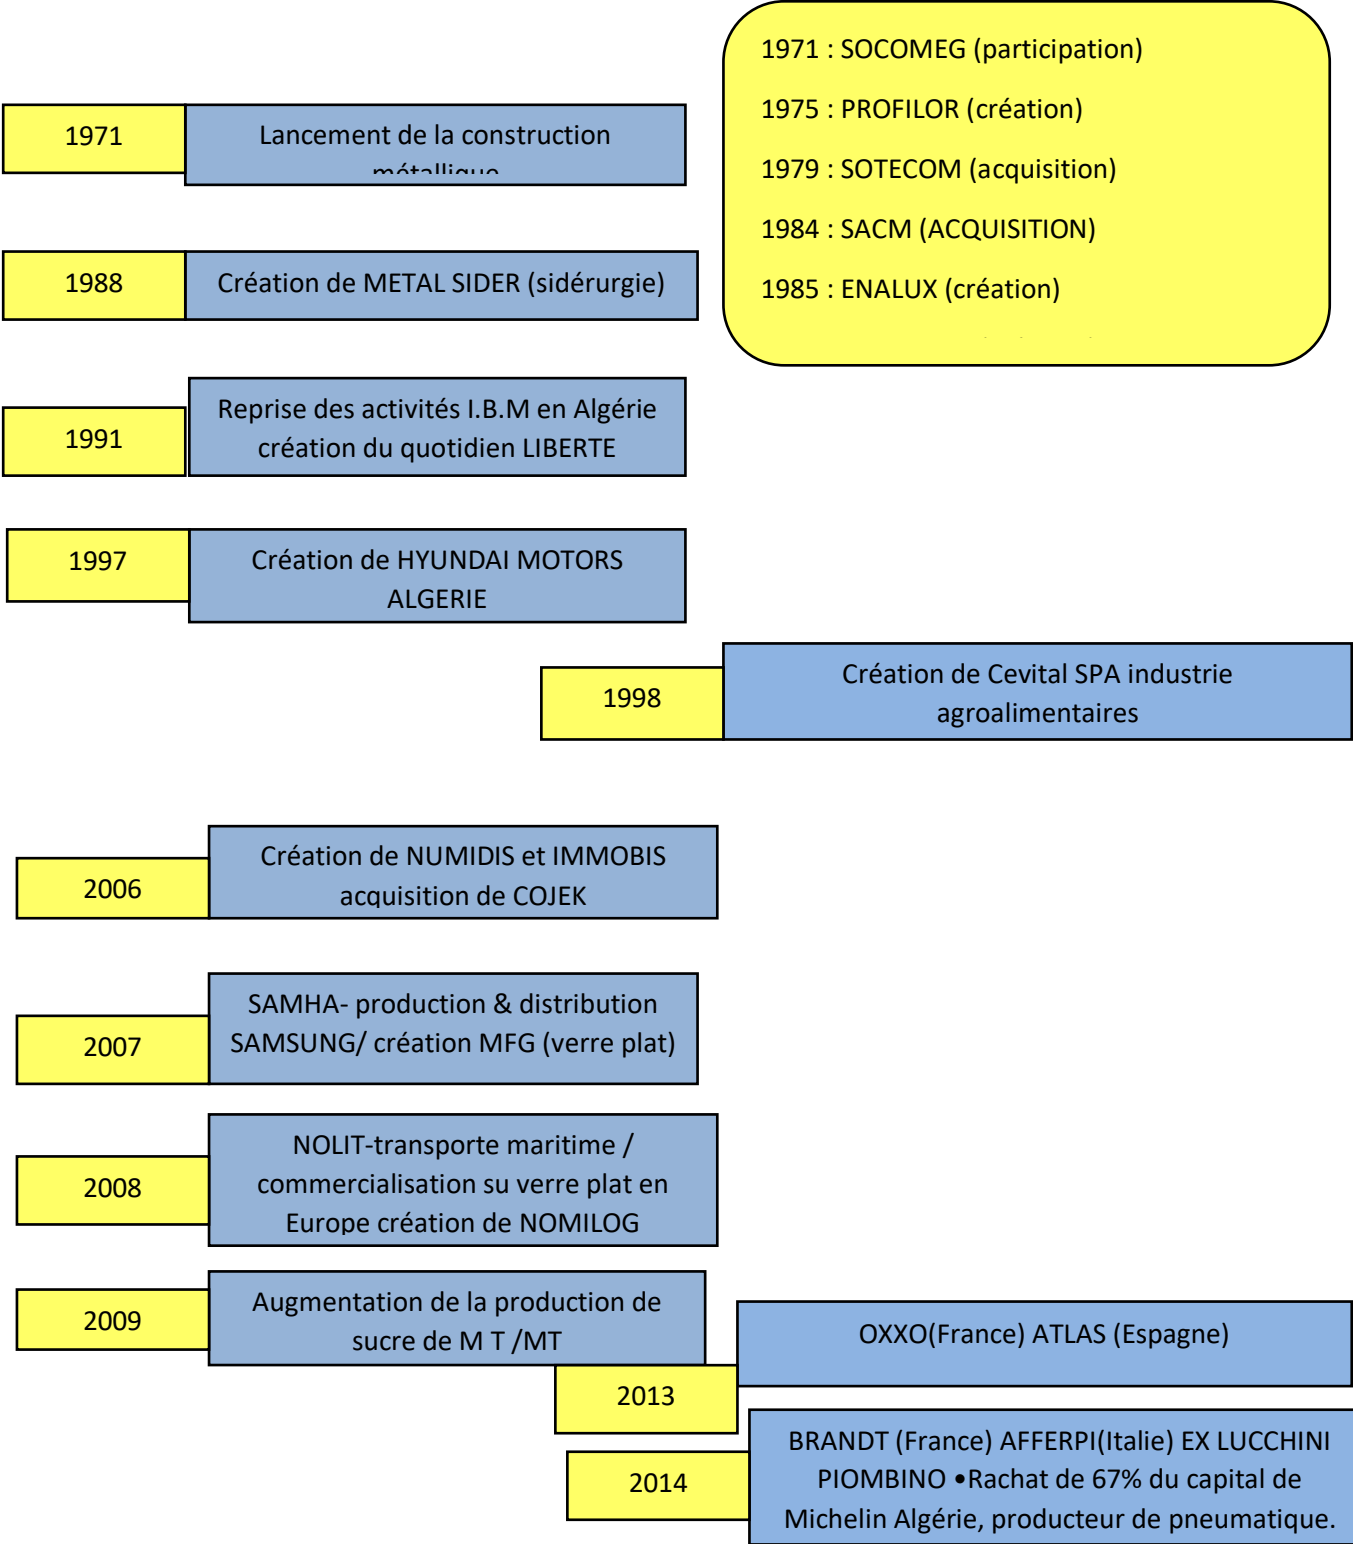 1971 : SOCOMEG (participation)
1975 : PROFILOR (création)
1979 : SOTECOM (acquisition)
1984 : SACM (ACQUISITION)
1985 : ENALUX (création)
1971
Lancement de la construction
métallique
1988
Création de METAL SIDER (sidérurgie)
1991
Reprise des activités I.B.M en Algérie
création du quotidien LIBERTE
1997
Création de HYUNDAI MOTORS
ALGERIE
1998
Création de Cevital SPA industrie
agroalimentaires
2006
Création de NUMIDIS et IMMOBIS
acquisition de COJEK
2007
SAMHA- production & distribution
SAMSUNG/ création MFG (verre plat)
2008
NOLIT-transporte maritime /
commercialisation su verre plat en
Europe création de NOMILOG
2009
Augmentation de la production de
sucre de M T /MT
2013
OXXO(France) ATLAS (Espagne)
2014
BRANDT (France) AFFERPI(Italie) EX LUCCHINI
PIOMBINO •Rachat de 67% du capital de
Michelin Algérie, producteur de pneumatique.